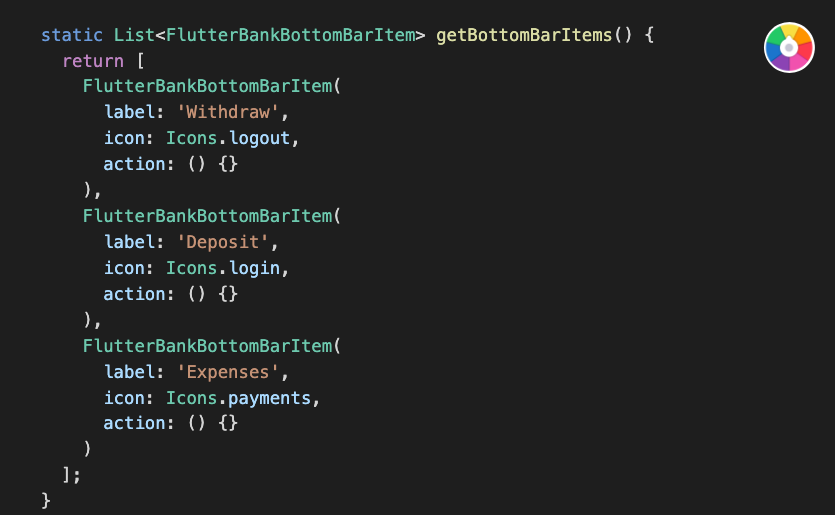 static List<FlutterBankBottomBarItem> getBottomBarItems() {
  return [
    FlutterBankBottomBarItem(
      label: 'Withdraw',
      icon: Icons.logout,
      action: () {}
    ),
    FlutterBankBottomBarItem(
      label: 'Deposit',
      icon: Icons.login,
      action: () {}
    ),
    FlutterBankBottomBarItem(
      label: 'Expenses',
      icon: Icons.payments,
      action: () {}
    )
  ];
}